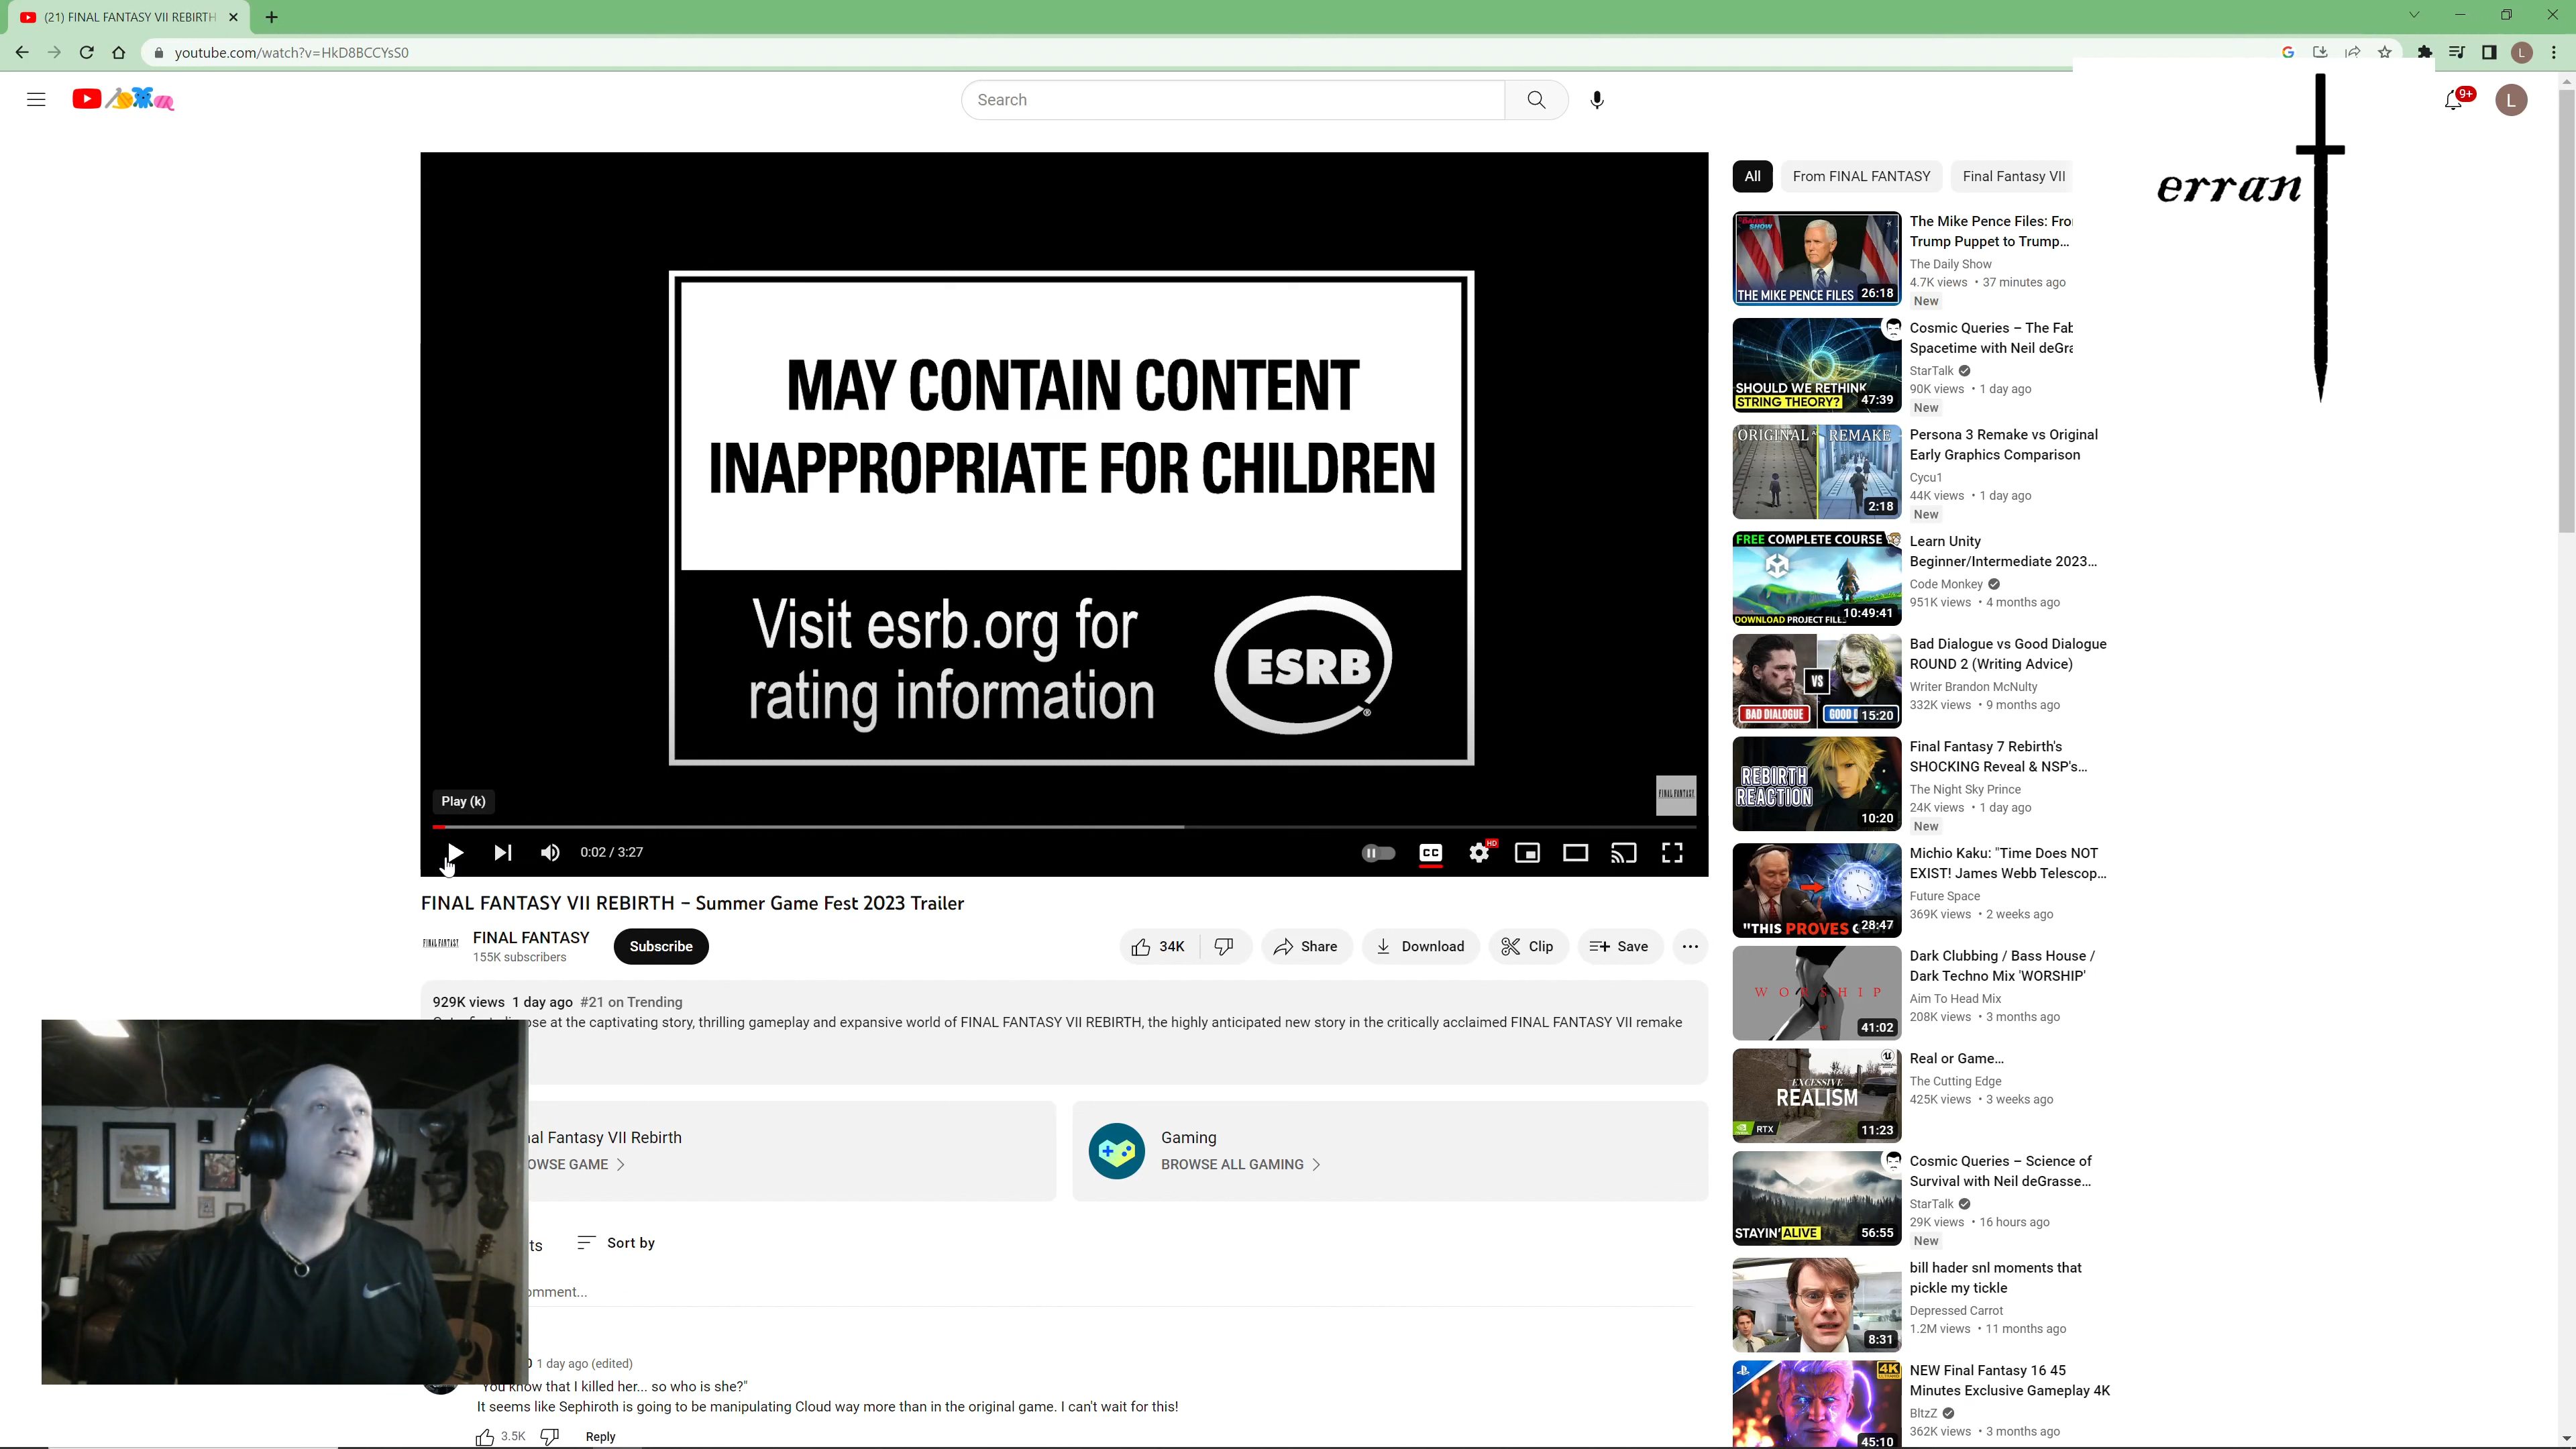 (21) FINAL FANTASY VII REBIRTH
youtube.com/watch?v=HkD8BCCYsS0
L
Search
9+
L
erran
MAY CONTAIN CONTENT
INAPPROPRIATE FOR CHILDREN
Visit esrb.org for
rating information
ESRB
®
FINAL FANTASY
Play (k)
0:02 / 3:27
CC
HD
FINAL FANTASY VII REBIRTH – Summer Game Fest 2023 Trailer
FINAL FANTASY
FINAL FANTASY
155K subscribers
Subscribe
34K
Share
Download
Clip
Save
929K views 1 day ago #21 on Trending
ose at the captivating story, thrilling gameplay and expansive world of FINAL FANTASY VII REBIRTH, the highly anticipated new story in the critically acclaimed FINAL FANTASY VII remake
al Fantasy VII Rebirth
OWSE GAME
Gaming
BROWSE ALL GAMING
ts
Sort by
omment...
1 day ago (edited)
"You know that I killed her... so who is she?"
It seems like Sephiroth is going to be manipulating Cloud way more than in the original game. I can't wait for this!
3.5K
Reply
All
From FINAL FANTASY
Final Fantasy VII
THE MIKE PENCE FILES
26:18
The Mike Pence Files: Fro
Trump Puppet to Trump...
The Daily Show
4.7K views • 37 minutes ago
New
SHOULD WE RETHINK
STRING THEORY?
47:39
Cosmic Queries – The Fab
Spacetime with Neil deGra
StarTalk
90K views • 1 day ago
New
ORIGINAL
REMAKE
2:18
Persona 3 Remake vs Original
Early Graphics Comparison
Cycu1
44K views • 1 day ago
New
FREE COMPLETE COURSE
DOWNLOAD PROJECT FILES
10:49:41
Learn Unity
Beginner/Intermediate 2023...
Code Monkey
951K views • 4 months ago
VS
BAD DIALOGUE
GOOD D
15:20
Bad Dialogue vs Good Dialogue
ROUND 2 (Writing Advice)
Writer Brandon McNulty
332K views • 9 months ago
REBIRTH
REACTION
10:20
Final Fantasy 7 Rebirth's
SHOCKING Reveal & NSP's...
The Night Sky Prince
24K views • 1 day ago
New
"THIS PROVES
28:47
Michio Kaku: "Time Does NOT
EXIST! James Webb Telescop...
Future Space
369K views • 2 weeks ago
WORSHIP
41:02
Dark Clubbing / Bass House /
Dark Techno Mix 'WORSHIP'
Aim To Head Mix
208K views • 3 months ago
EXCESSIVE
REALISM
RTX
11:23
Real or Game...
The Cutting Edge
425K views • 3 weeks ago
STAYIN' ALIVE
56:55
Cosmic Queries – Science of
Survival with Neil deGrasse...
StarTalk
29K views • 16 hours ago
New
8:31
bill hader snl moments that
pickle my tickle
Depressed Carrot
1.2M views • 11 months ago
4K
45:10
NEW Final Fantasy 16 45
Minutes Exclusive Gameplay 4K
BltzZ
362K views • 3 months ago